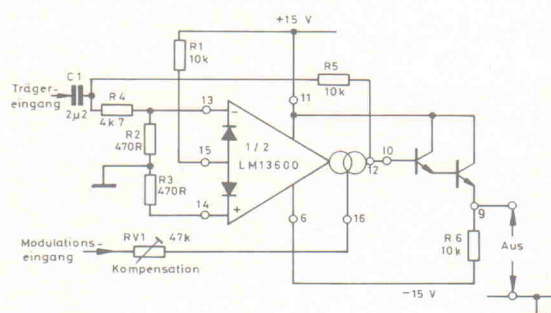 +15 V
R1
10k
C1
R5
10k
Träger-
eingang
2µ2
R4
4k7
13
11
R2
470R
15
1/2
LM13600
10
12
R3
470R
14
6
16
9
Modulations-
eingang
RV1
47k
Kompensation
R6
10k
Aus
-15 V